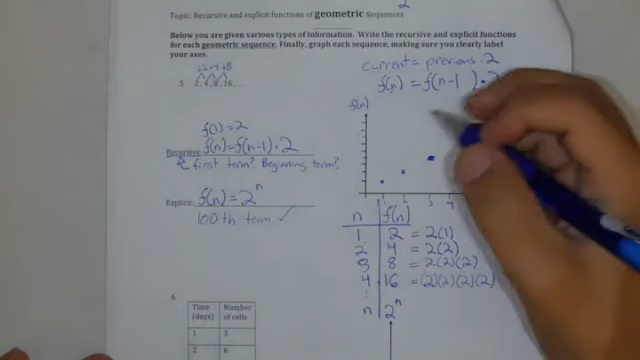 Topic: Recursive and explicit functions of geometric Sequences
Below you are given various types of information. Write the recursive and explicit functions
for each geometric sequence. Finally, graph each sequence, making sure you clearly label
your axes.
5 2, 4, 8, 16....
current = previous · 2
f(n) = f(n-1) · 2
f(n)
f(1) = 2
Recursive: f(n) = f(n-1) · 2
first term? Beginning term?
Explicit: f(n) = 2^n
100th term ✓
1 2 3 4
n f(n)
1 2 = 2(1)
2 4 = 2(2)
3 8 = 2(2)(2)
4 16 = (2)(2)(2)(2)
n 2^n
6.
Time (days) Number of cells
1 3
2 6